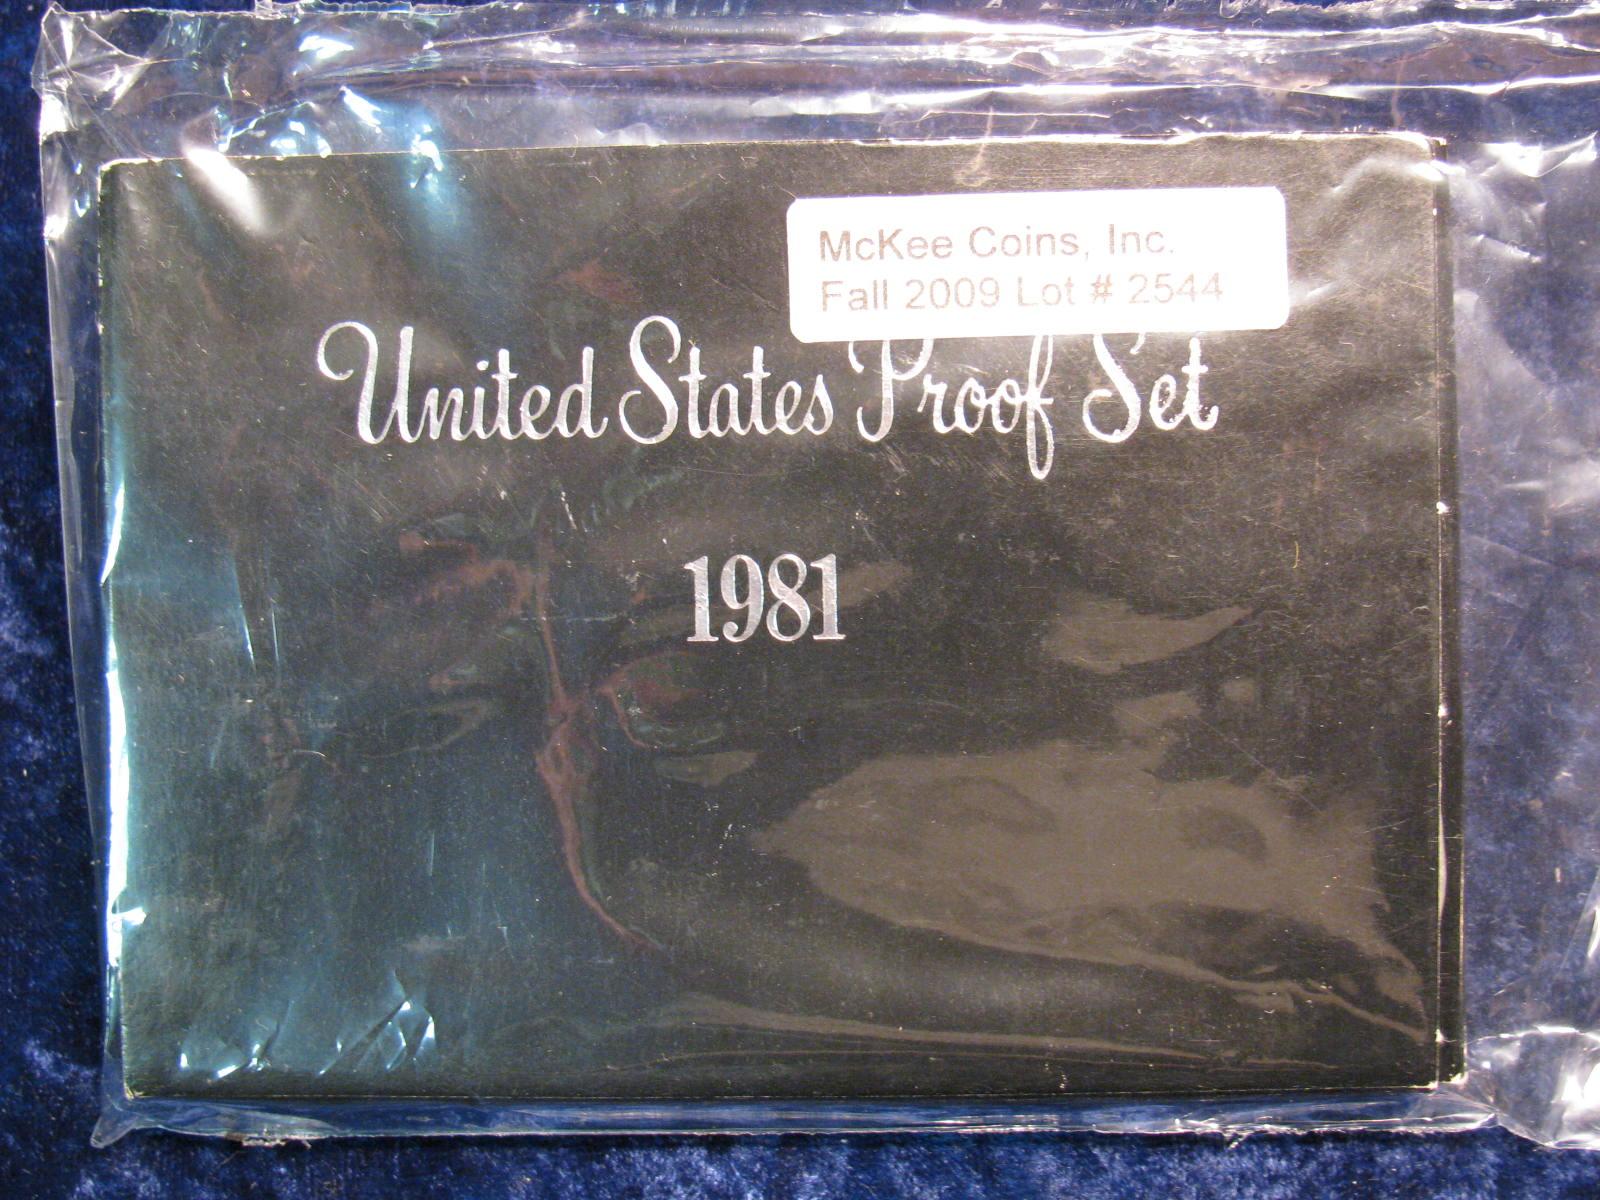 McKee Coins, Inc.
Fall 2009 Lot # 2544
United States Proof Set
1981